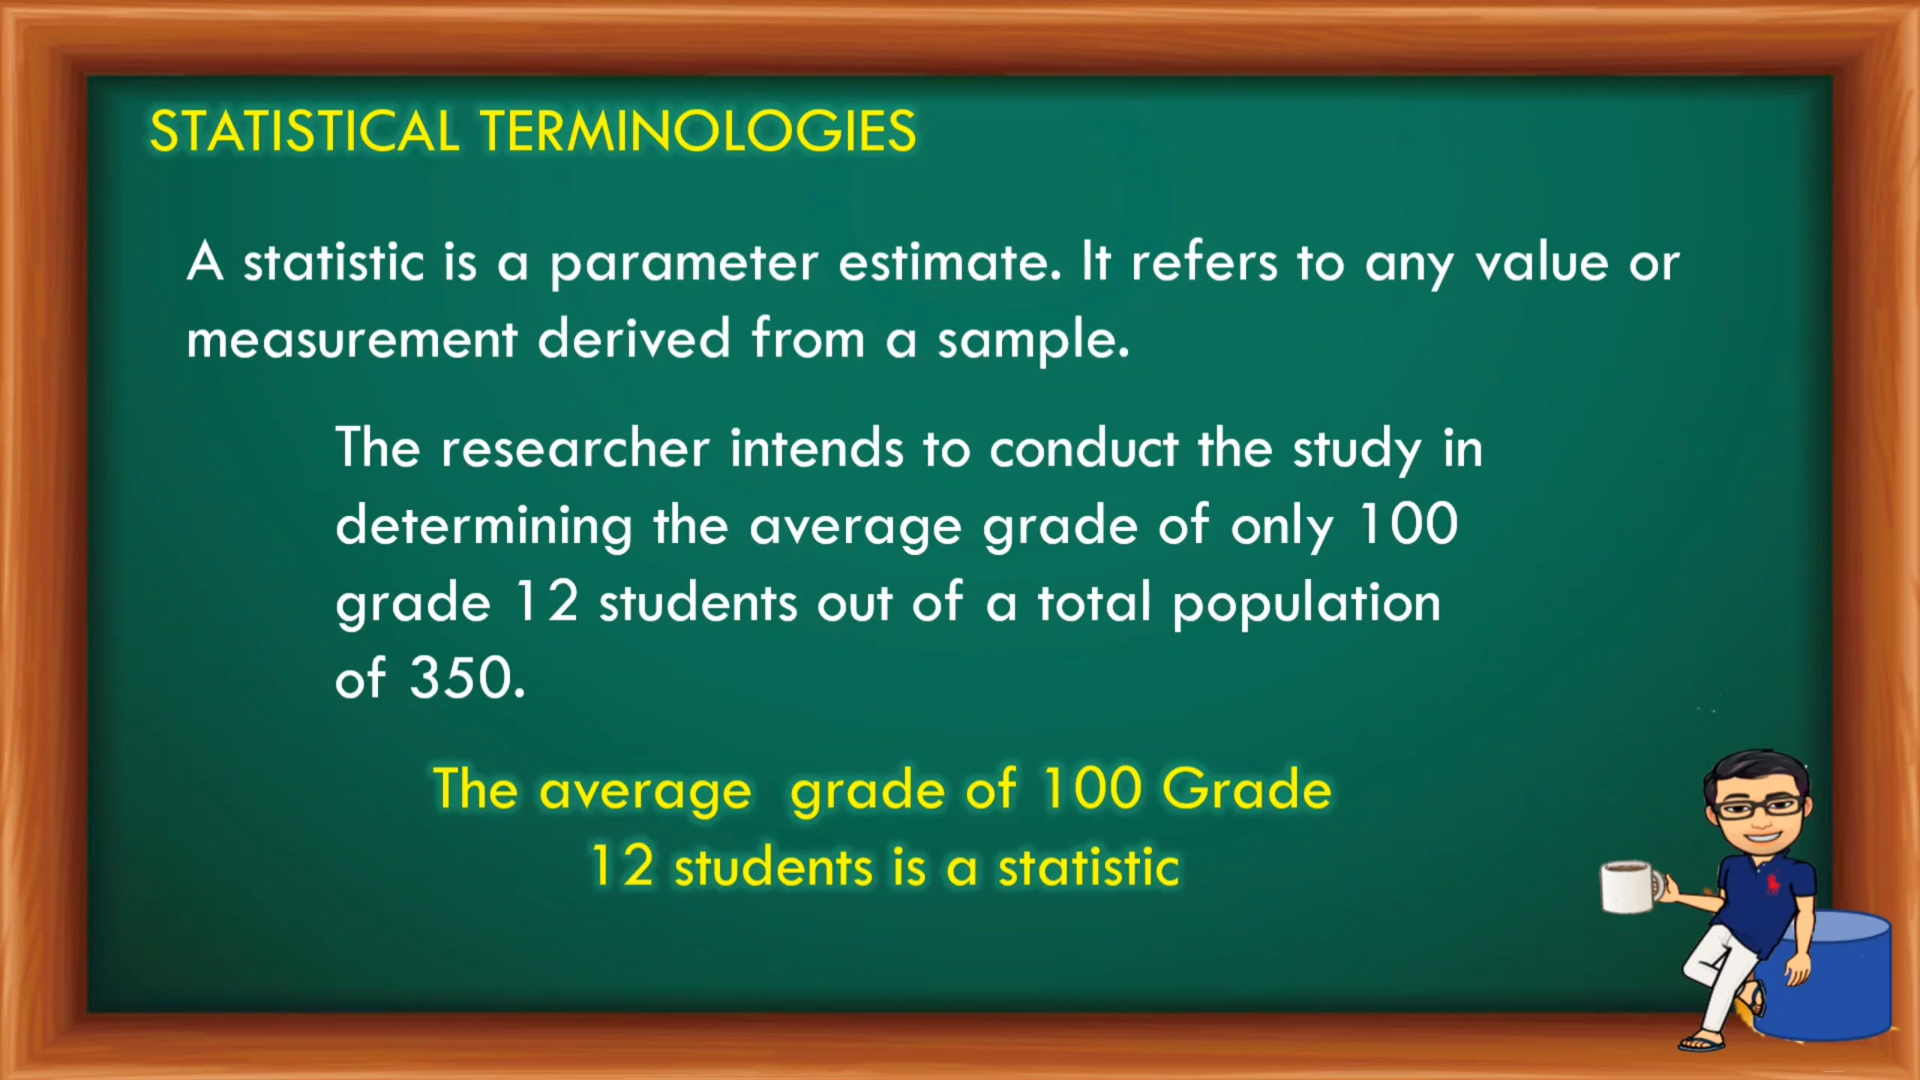 STATISTICAL TERMINOLOGIES
A statistic is a parameter estimate. It refers to any value or
measurement derived from a sample.
The researcher intends to conduct the study in
determining the average grade of only 100
grade 12 students out of a total population
of 350.
The average grade of 100 Grade
12 students is a statistic